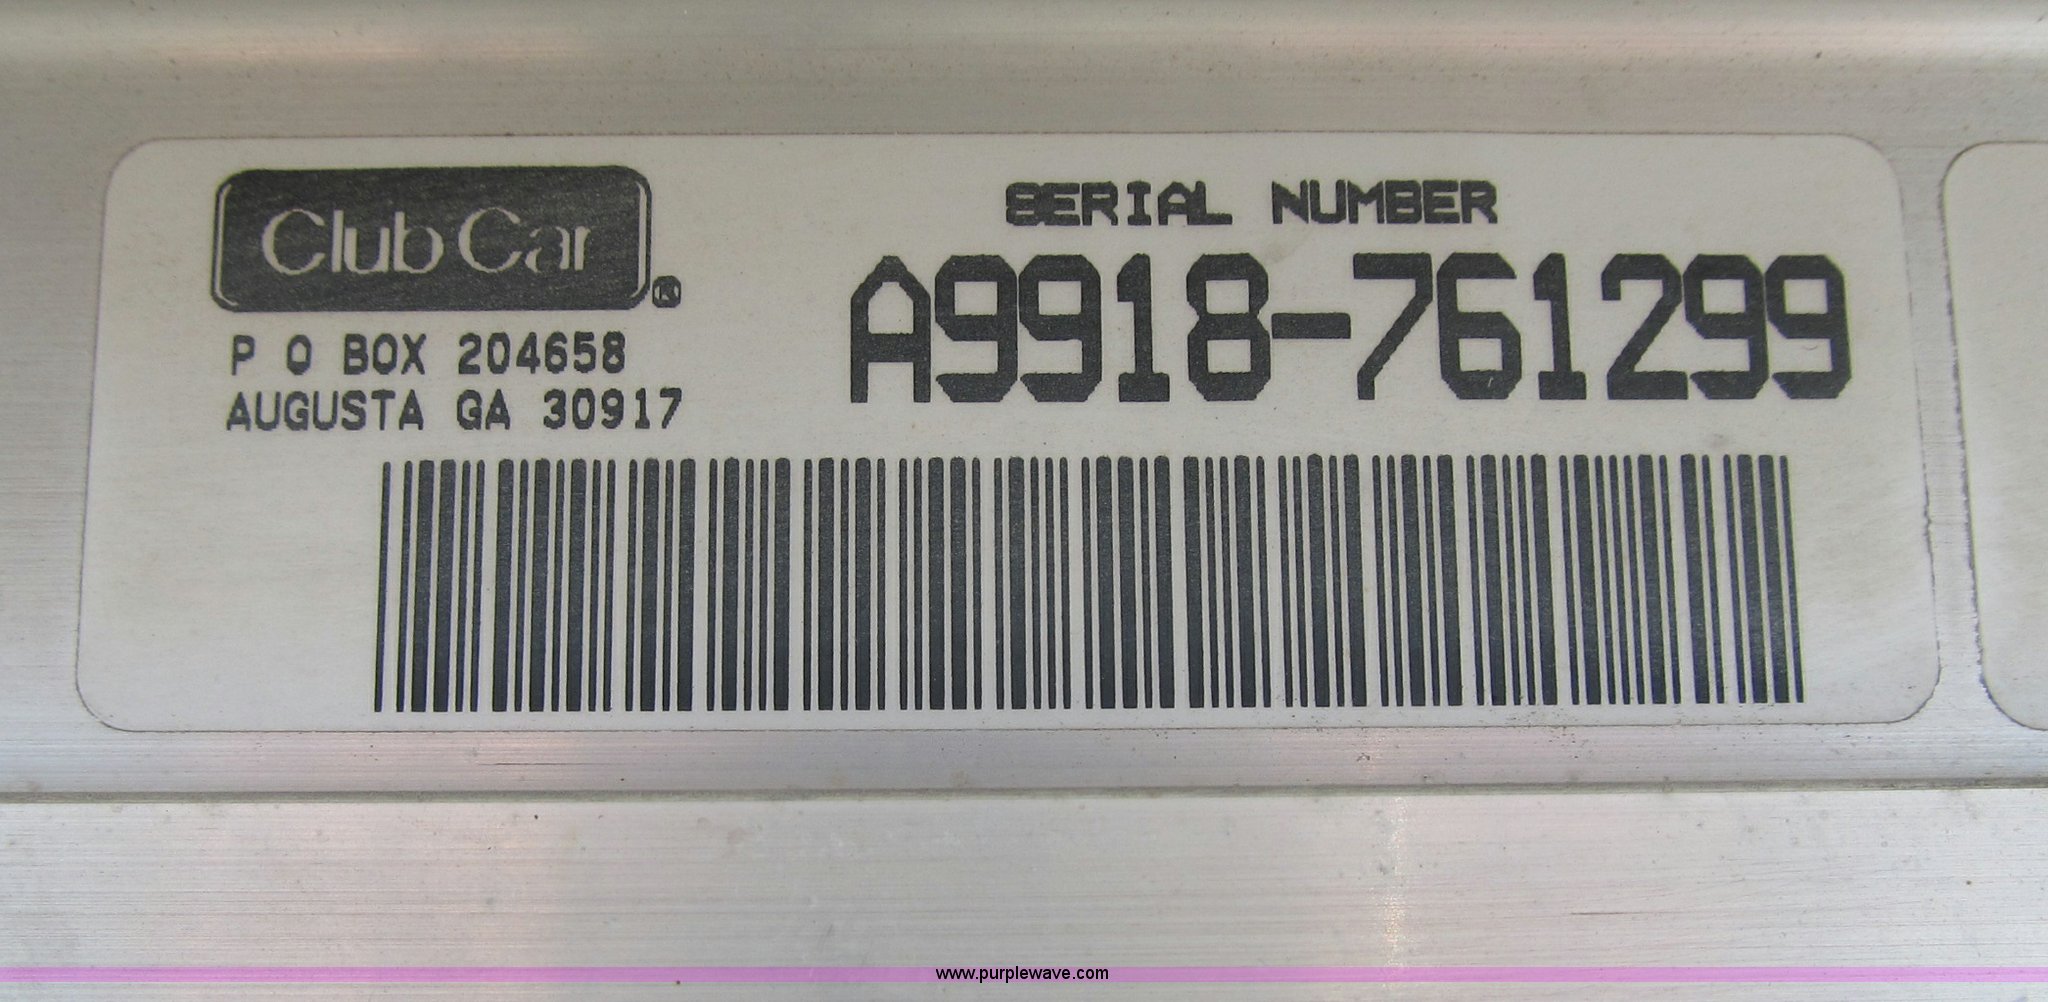 Club Car®
P O BOX 204658
AUGUSTA GA 30917
SERIAL NUMBER
A9918-761299
www.purplewave.com